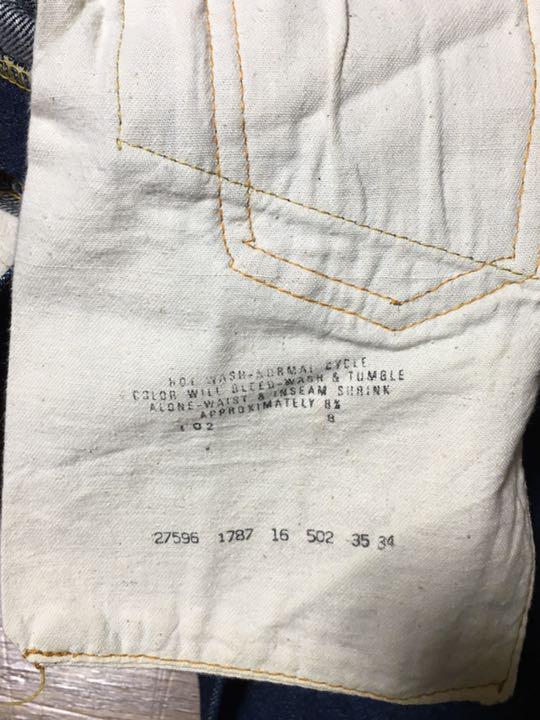 HOT WASH-NORMAL CYCLE
COLOR WILL BLEED-WASH & TUMBLE
ALONE-WAIST & INSEAM SHRINK
APPROXIMATELY 8%
8
27596 1787 16 502 35 34